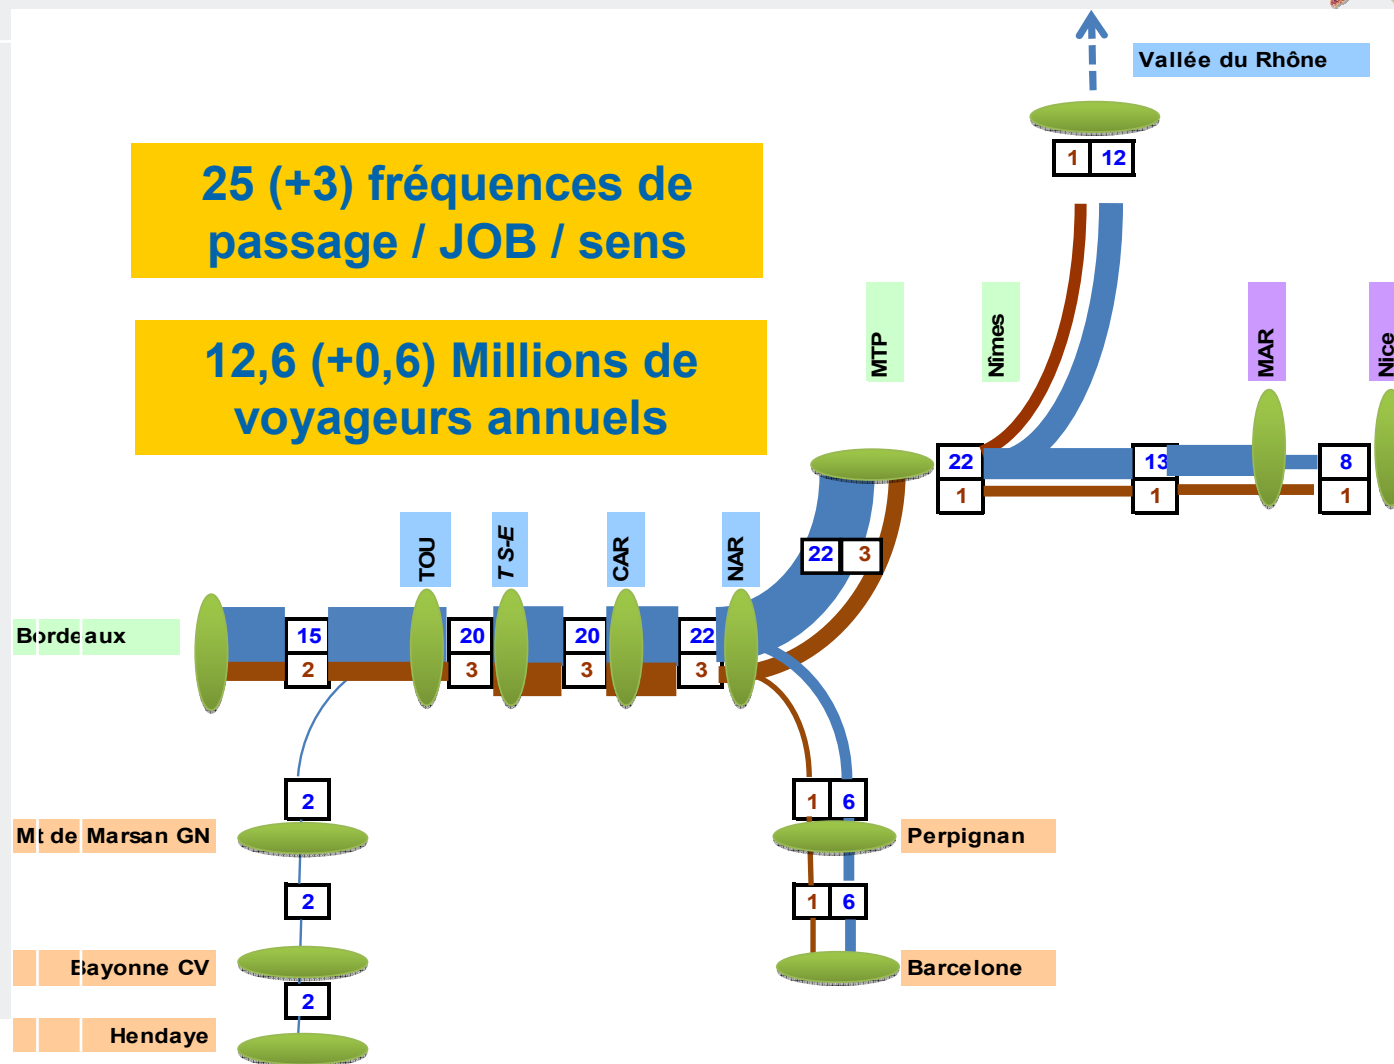 Vallée du Rhône
1 12
25 (+3) fréquences de
passage / JOB / sens
12,6 (+0,6) Millions de
voyageurs annuels
MTP
Nîmes
MAR
Nice
22
1
13
1
8
1
TOU
T S-E
CAR
NAR
22 3
Bordeaux
15
2
20
3
20
3
22
3
2
1 6
Mt de Marsan GN
Perpignan
2
1 6
Bayonne CV
Barcelone
2
Hendaye